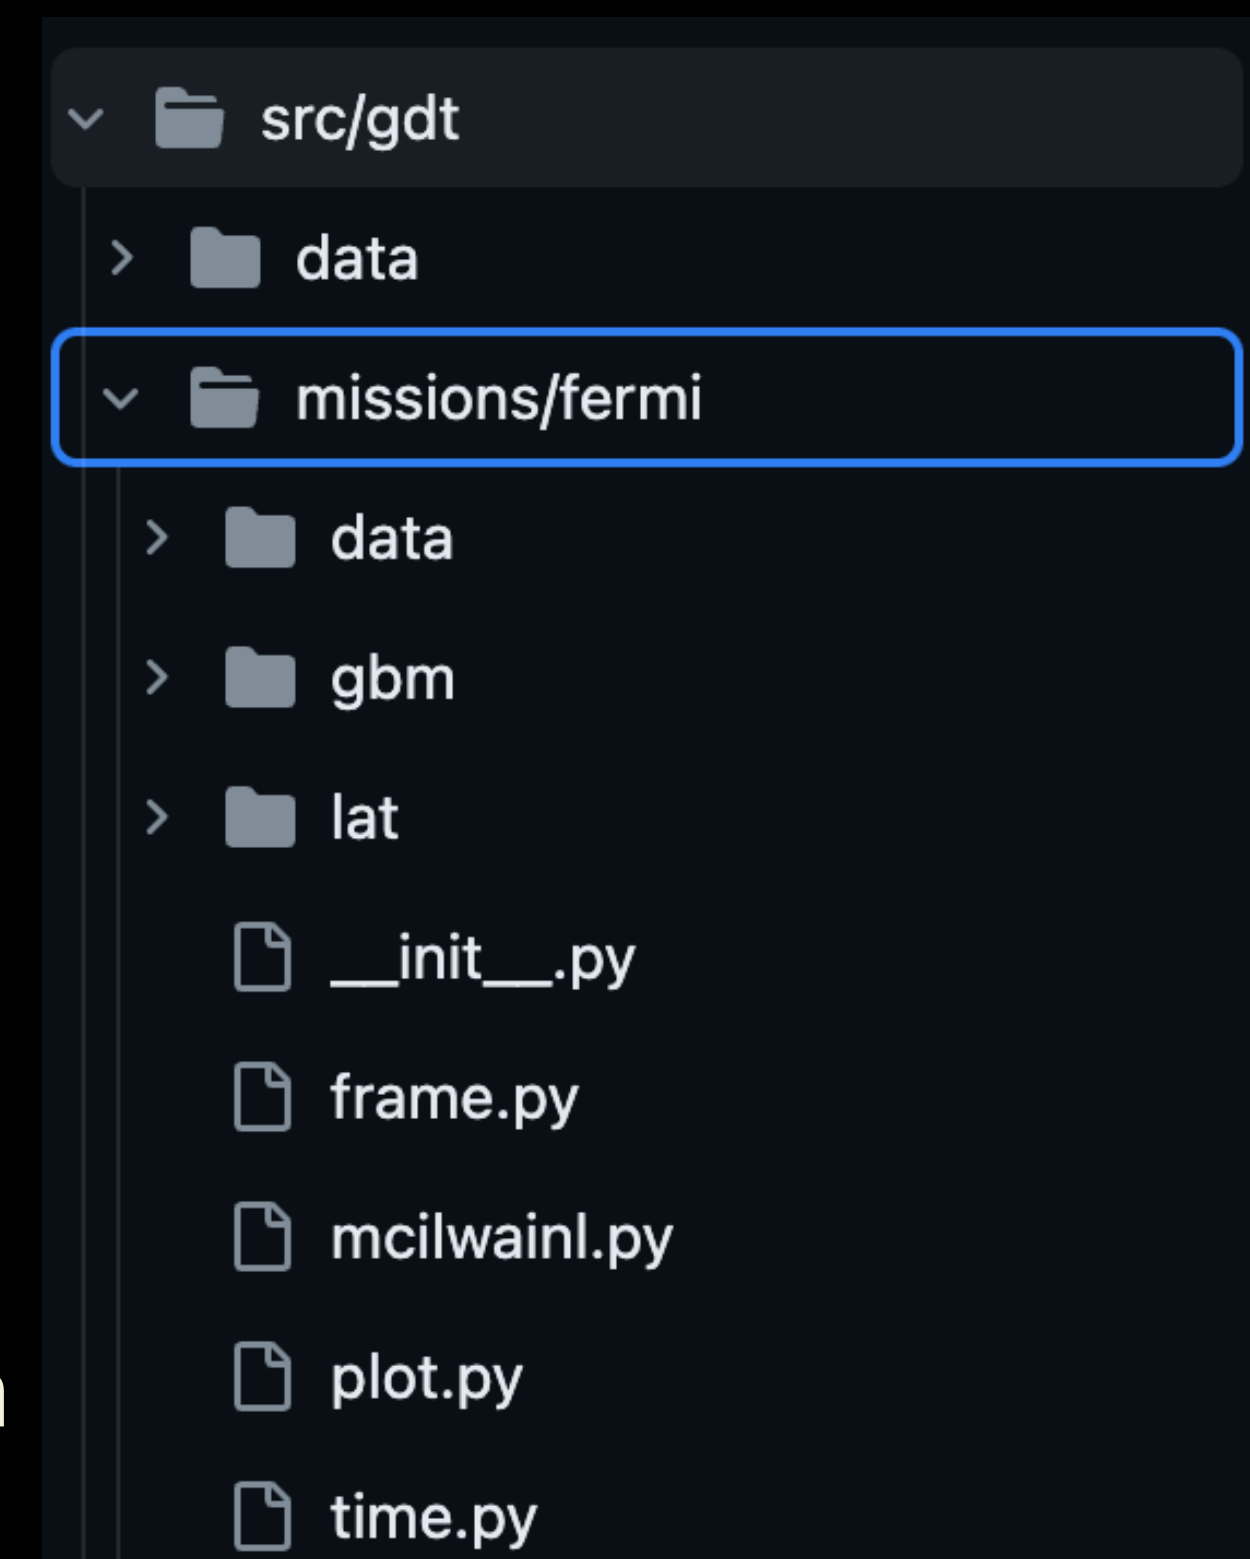 src/gdt
data
missions/fermi
data
gbm
lat
__init__.py
frame.py
mcilwainl.py
plot.py
time.py